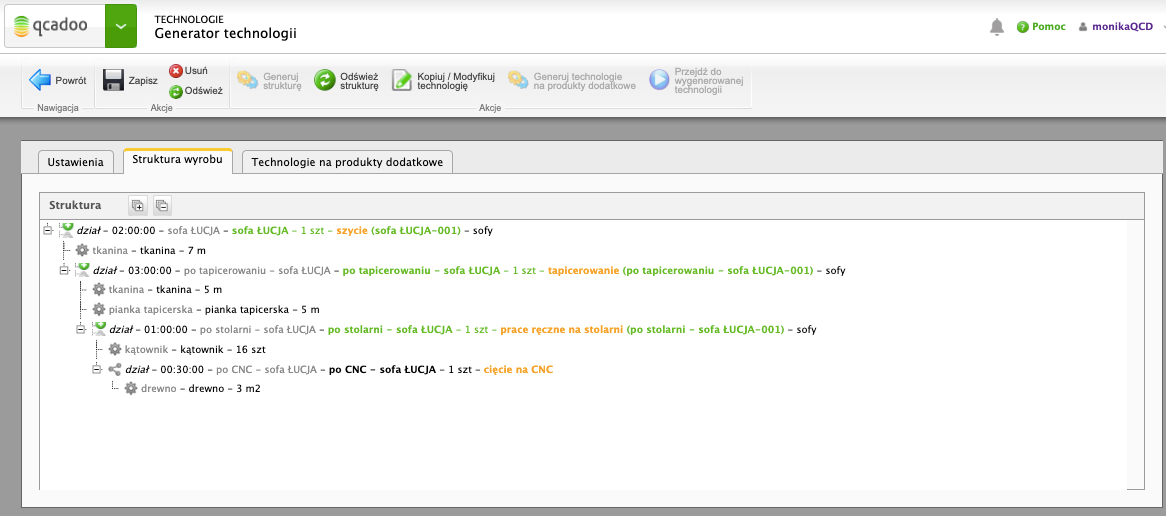 qcadoo
TECHNOLOGIE
Generator technologii
Pomoc
monikaQCD
Powrót
Nawigacja
Zapisz
Usuń
Odśwież
Akcje
Generuj strukturę
Odśwież strukturę
Kopiuj / Modyfikuj technologię
Generuj technologie na produkty dodatkowe
Przejdź do wygenerowanej technologii
Akcje
Ustawienia
Struktura wyrobu
Technologie na produkty dodatkowe
Struktura
dział - 02:00:00 - sofa ŁUCJA - sofa ŁUCJA - 1 szt - szycie (sofa ŁUCJA-001) - sofy
tkanina - tkanina - 7 m
dział - 03:00:00 - po tapicerowaniu - sofa ŁUCJA - po tapicerowaniu - sofa ŁUCJA - 1 szt - tapicerowanie (po tapicerowaniu - sofa ŁUCJA-001) - sofy
tkanina - tkanina - 5 m
pianka tapicerska - pianka tapicerska - 5 m
dział - 01:00:00 - po stolarni - sofa ŁUCJA - po stolarni - sofa ŁUCJA - 1 szt - prace ręczne na stolarni (po stolarni - sofa ŁUCJA-001) - sofy
kątownik - kątownik - 16 szt
dział - 00:30:00 - po CNC - sofa ŁUCJA - po CNC - sofa ŁUCJA - 1 szt - cięcie na CNC
drewno - drewno - 3 m2